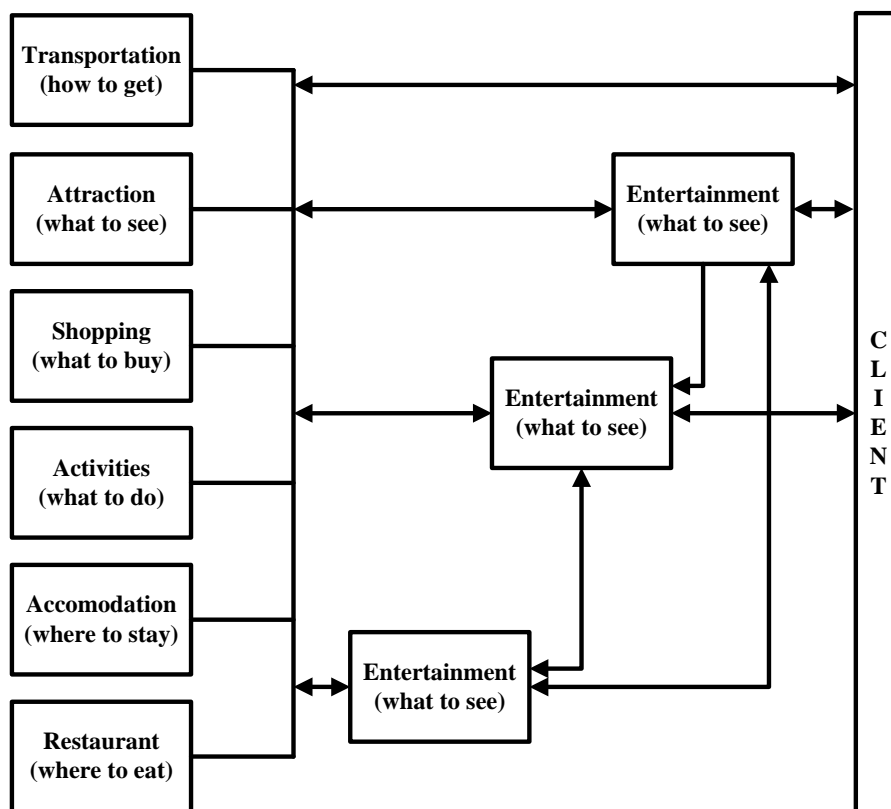 Transportation
(how to get)
Attraction
(what to see)
Shopping
(what to buy)
Activities
(what to do)
Accomodation
(where to stay)
Restaurant
(where to eat)
Entertainment
(what to see)
Entertainment
(what to see)
Entertainment
(what to see)
C
L
I
E
N
T